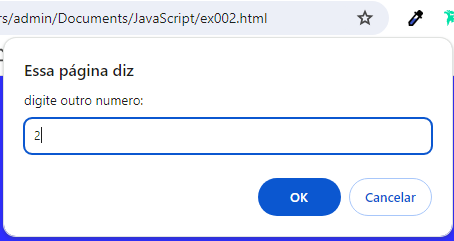 rs/admin/Documents/JavaScript/ex002.html
Essa página diz
digite outro numero:
2
OK
Cancelar